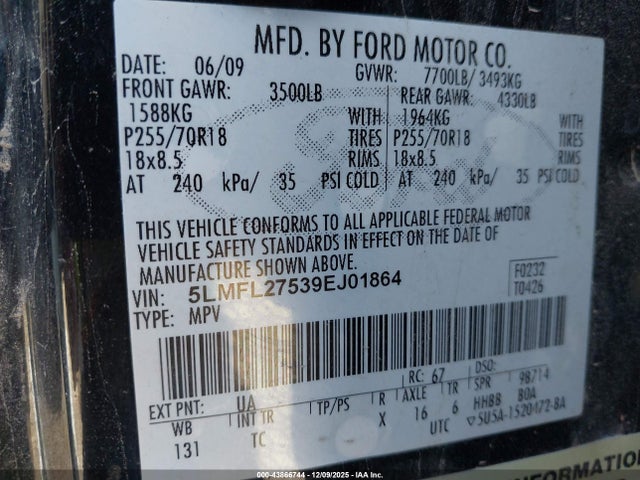 MFD. BY FORD MOTOR CO.
DATE: 06/09 GVWR: 7700LB/ 3493KG
FRONT GAWR: 3500LB REAR GAWR: 4330LB
1588KG WITH 1964KG WITH
P255/70R18 TIRES P255/70R18 TIRES
18x8.5 RIMS 18x8.5 RIMS
AT 240 kPa/ 35 PSI COLD AT 240 kPa/ 35 PSI COLD
THIS VEHICLE CONFORMS TO ALL APPLICABLE FEDERAL MOTOR
VEHICLE SAFETY STANDARDS IN EFFECT ON THE DATE OF
MANUFACTURE SHOWN ABOVE.
VIN: 5LMFL27539EJ01864 F0232
TYPE: MPV T0426
RC: 67 DSO:
EXT PNT: UA 98714
WB INT TR TP/PS R AXLE TR SPR HHBB B0A
131 TC X 16 6 UTC ▽5U5A-1520472-BA
INFORMATION
000-43866744 - 12/09/2025 - IAAI.COM